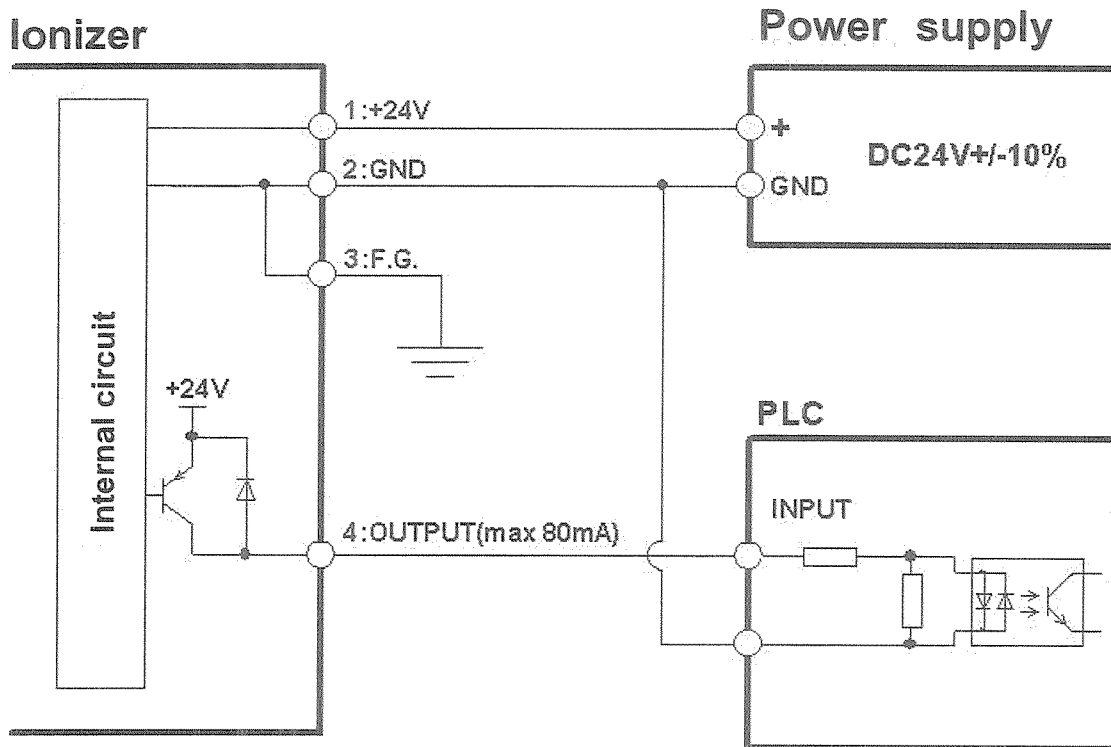 Ionizer
Power supply
1:+24V
+
DC24V+/-10%
2:GND
GND
3:F.G.
Internal circuit
+24V
PLC
INPUT
4:OUTPUT(max 80mA)